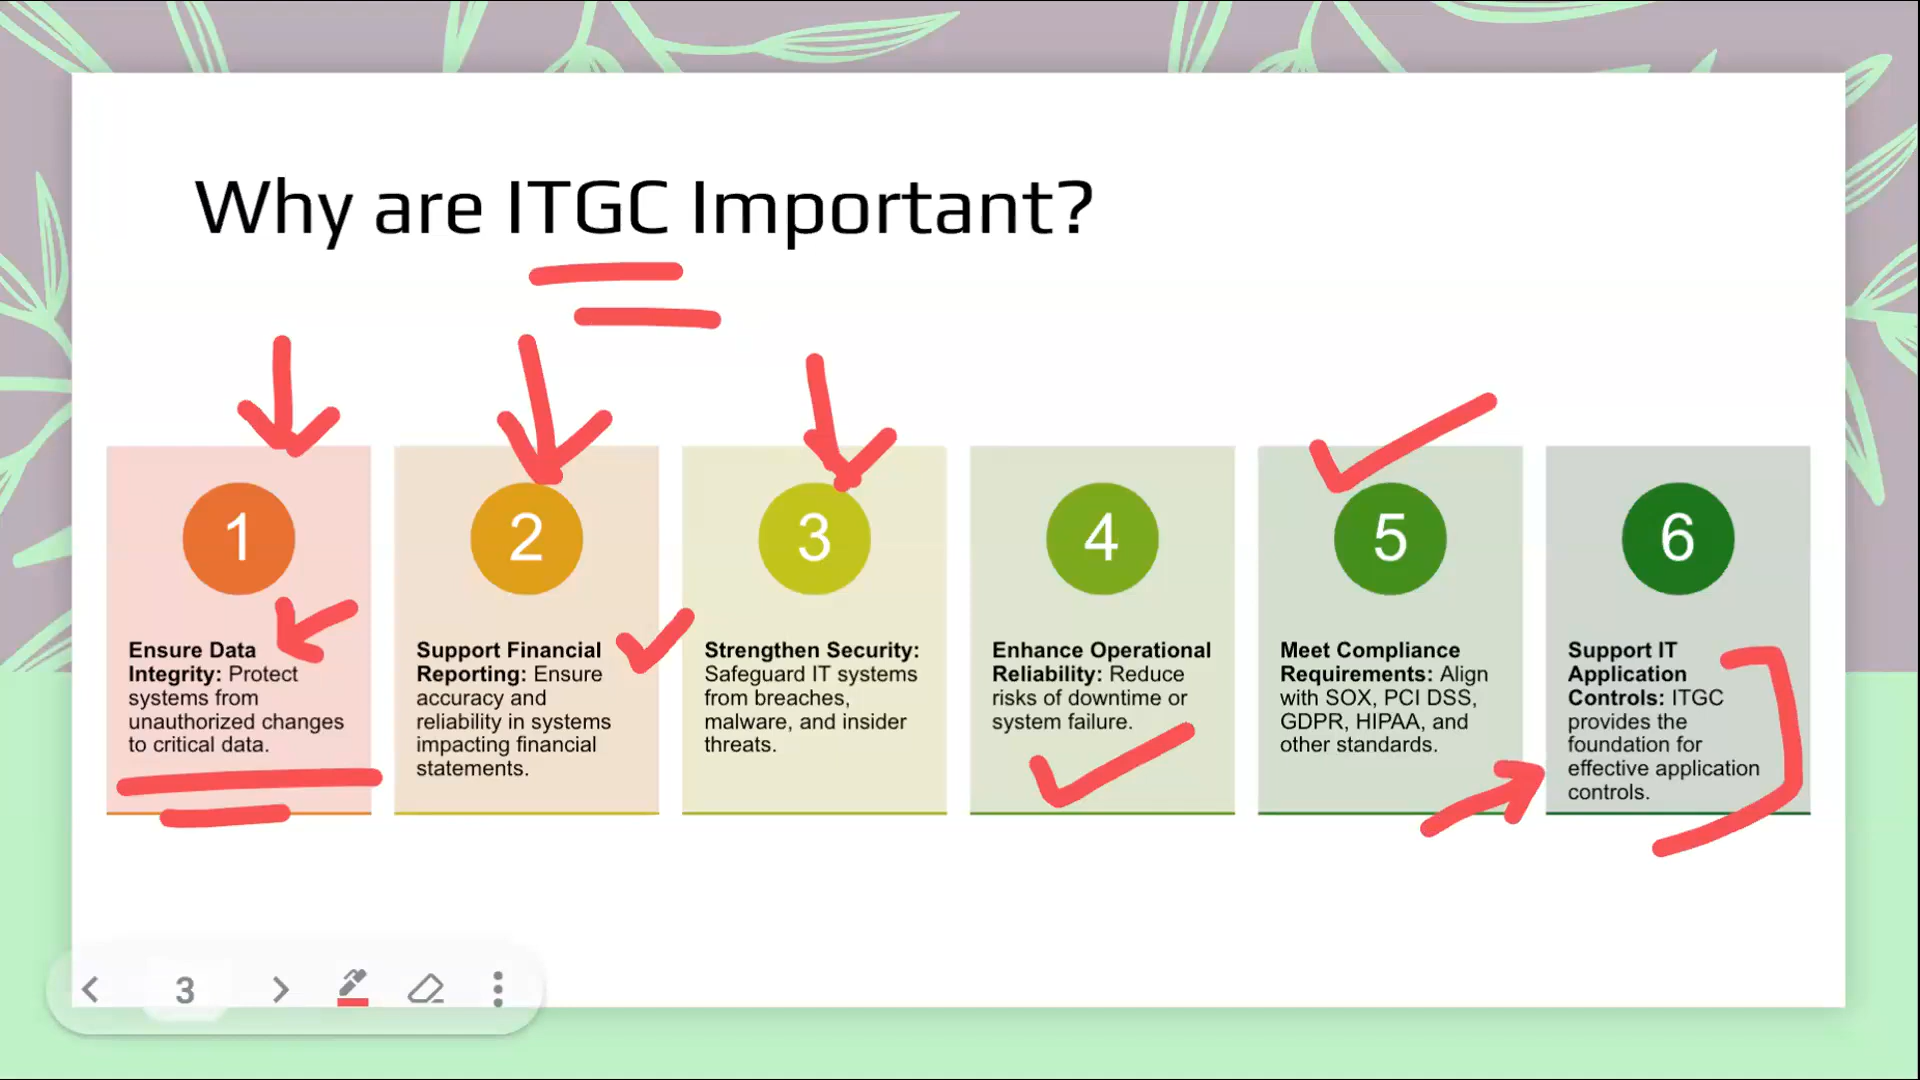 Why are ITGC Important?
1
Ensure Data
Integrity: Protect
systems from
unauthorized changes
to critical data.
2
Support Financial
Reporting: Ensure
accuracy and
reliability in systems
impacting financial
statements.
3
Strengthen Security:
Safeguard IT systems
from breaches,
malware, and insider
threats.
4
Enhance Operational
Reliability: Reduce
risks of downtime or
system failure.
5
Meet Compliance
Requirements: Align
with SOX, PCI DSS,
GDPR, HIPAA, and
other standards.
6
Support IT
Application
Controls: ITGC
provides the
foundation for
effective application
controls.
3